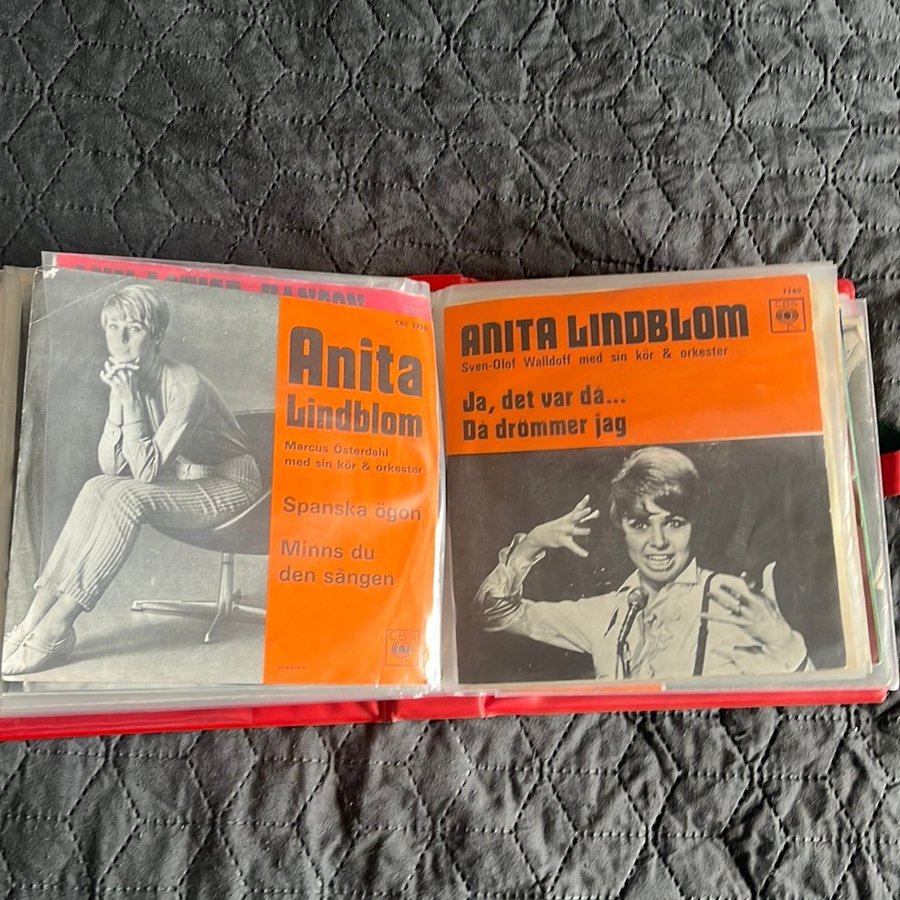 Anita
Lindblom
Marcus Österdahl
med sin kör & orkester
Spanska ögon
Minns du
den sången
CBS
ANITA LINDBLOM
Sven-Olof Walldoff med sin kör & orkester
Ja, det var då...
Då drömmer jag
CBS